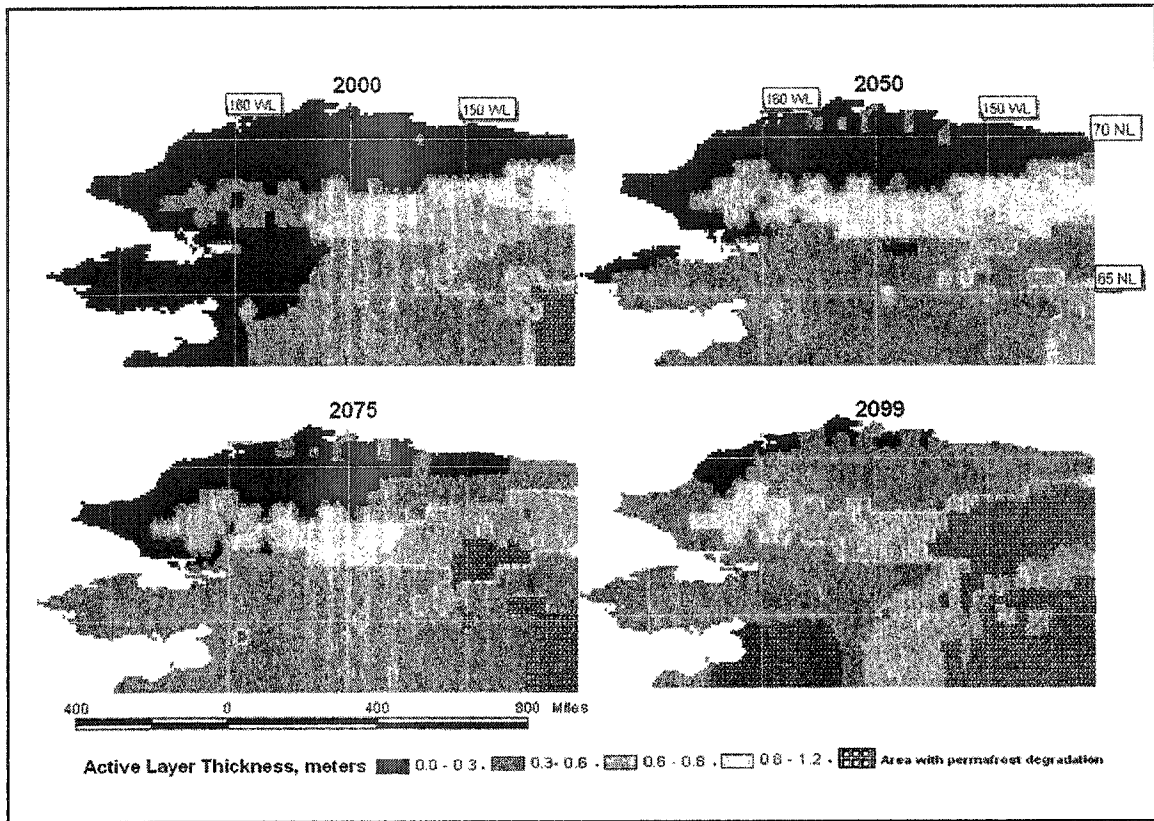 2000
160 WL
150 WL
2050
160 WL
150 WL
70 NL
65 NL
2075
2099
400 0 400 800 Miles
Active Layer Thickness, meters 0.0 - 0.3. 0.3- 0.6. 0.6 - 0.8. 0.8 - 1.2. Area with permafrost degradation